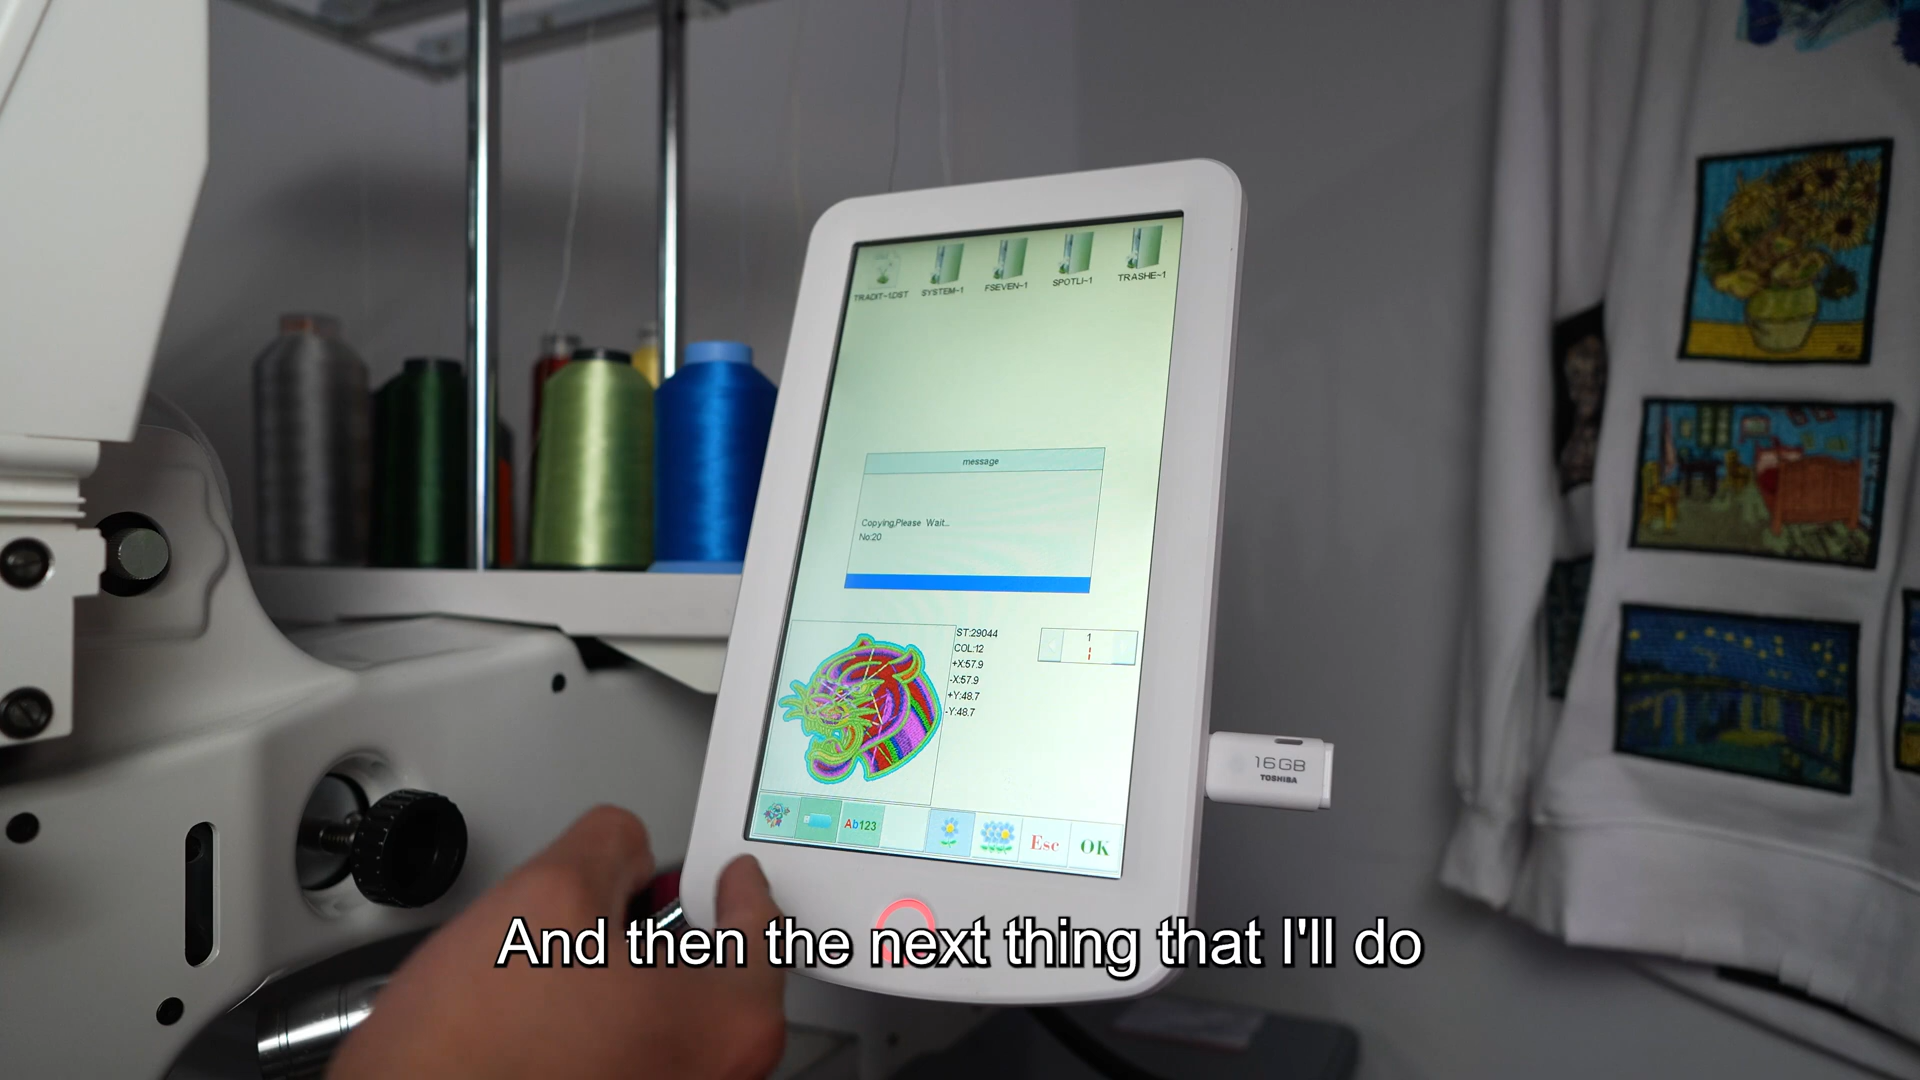 TRADIT~1.DST
SYSTEM~1
FSEVEN~1
SPOTLI~1
TRASHE~1
message
Copying,Please Wait...
No:20
ST:29044
COL:12
+X:57.9
-X:57.9
+Y:48.7
-Y:48.7
1
Ab123
Esc
OK
16GB
TOSHIBA
And then the next thing that I'll do